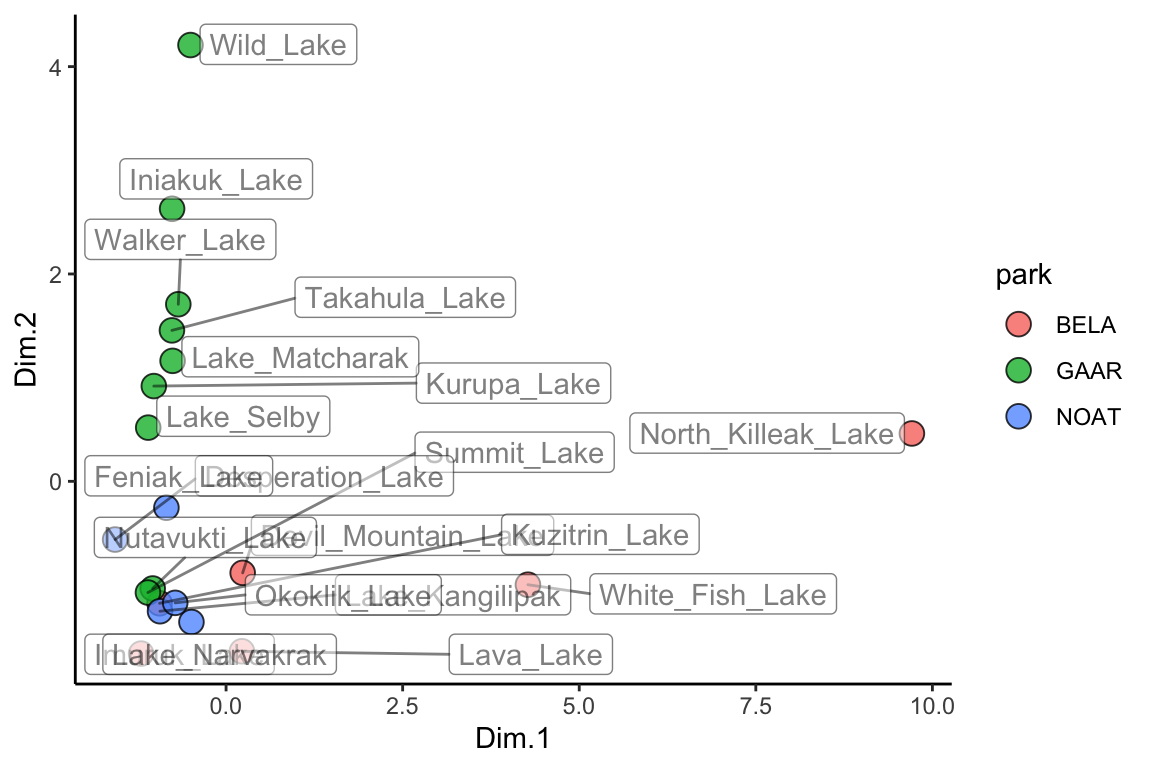 4
2
0
Dim.2
Wild_Lake
Iniakuk_Lake
Walker_Lake
Takahula_Lake
Lake_Matcharak
Kurupa_Lake
Lake_Selby
North_Killeak_Lake
Summit_Lake
Feniak_Lake
Desperation_Lake
Nutavukti_Lake
Devil_Mountain_Lake
Kuzitrin_Lake
Okoklik_Lake
Lake_Kangilipak
White_Fish_Lake
Lake_Narvakrak
Lava_Lake
0.0 2.5 5.0 7.5 10.0
Dim.1
park
BELA
GAAR
NOAT